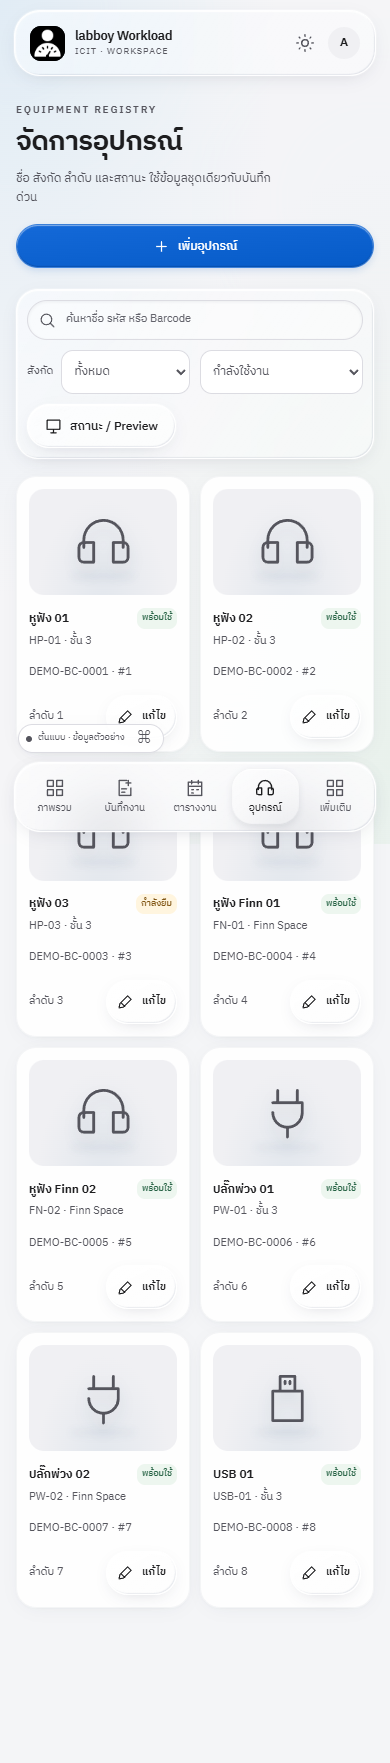 labboy Workload
ICIT · WORKSPACE
A
EQUIPMENT REGISTRY
จัดการอุปกรณ์
ชื่อ สังกัด ลำดับ และสถานะ ใช้ข้อมูลชุดเดียวกับบันทึก
ด่วน
เพิ่มอุปกรณ์
ค้นหาชื่อ รหัส หรือ Barcode
สังกัด ทั้งหมด กำลังใช้งาน
สถานะ / Preview
หูฟัง 01 พร้อมใช้
HP-01 · ชั้น 3
DEMO-BC-0001 · #1
ลำดับ 1 แก้ไข
หูฟัง 02 พร้อมใช้
HP-02 · ชั้น 3
DEMO-BC-0002 · #2
ลำดับ 2 แก้ไข
ต้นแบบ · ข้อมูลตัวอย่าง ⌘
ภาพรวม บันทึกงาน ตารางงาน อุปกรณ์ เพิ่มเติม
หูฟัง 03 กำลังยืม
HP-03 · ชั้น 3
DEMO-BC-0003 · #3
ลำดับ 3 แก้ไข
หูฟัง Finn 01 พร้อมใช้
FN-01 · Finn Space
DEMO-BC-0004 · #4
ลำดับ 4 แก้ไข
หูฟัง Finn 02 พร้อมใช้
FN-02 · Finn Space
DEMO-BC-0005 · #5
ลำดับ 5 แก้ไข
ปลั๊กพ่วง 01 พร้อมใช้
PW-01 · ชั้น 3
DEMO-BC-0006 · #6
ลำดับ 6 แก้ไข
ปลั๊กพ่วง 02 พร้อมใช้
PW-02 · Finn Space
DEMO-BC-0007 · #7
ลำดับ 7 แก้ไข
USB 01 พร้อมใช้
USB-01 · ชั้น 3
DEMO-BC-0008 · #8
ลำดับ 8 แก้ไข